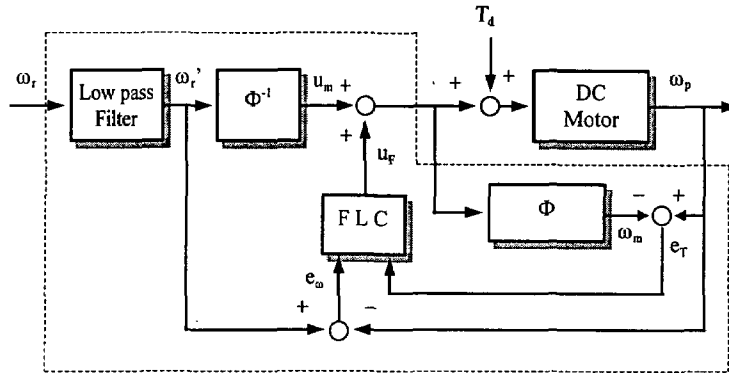 T_d
ω_r
Low pass
Filter
ω_r'
Φ^-1
u_m
+
+
+
+
DC
Motor
ω_p
u_F
F L C
Φ
−
+
ω_m
e_T
e_ω
+
−